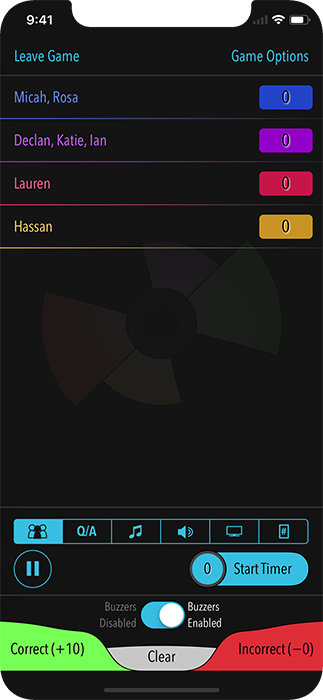 9:41
Leave Game Game Options
Micah, Rosa 0
Declan, Katie, Ian 0
Lauren 0
Hassan 0
Q/A #
0 Start Timer
Buzzers Disabled Buzzers Enabled
Correct (+10) Clear Incorrect (−0)